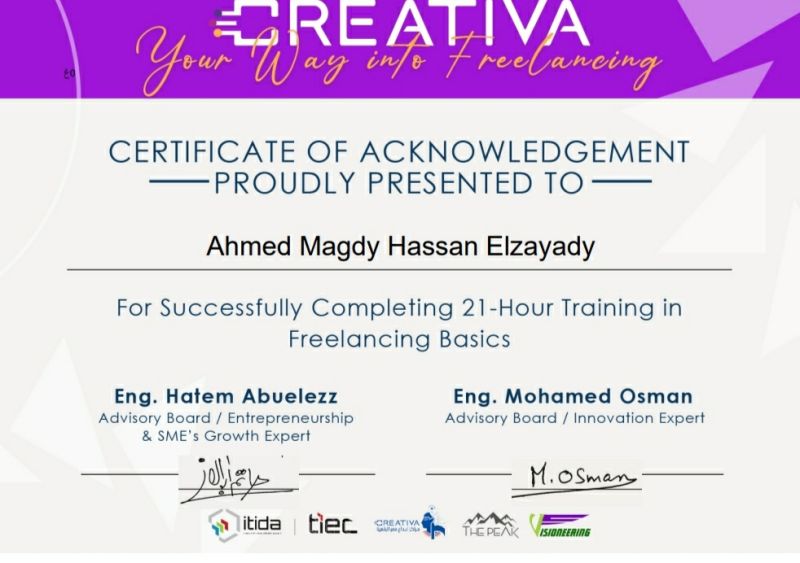 CREATIVA
Your Way into Freelancing
CERTIFICATE OF ACKNOWLEDGEMENT
PROUDLY PRESENTED TO
Ahmed Magdy Hassan Elzayady
For Successfully Completing 21-Hour Training in
Freelancing Basics
Eng. Hatem Abuelezz
Advisory Board / Entrepreneurship
& SME's Growth Expert
Eng. Mohamed Osman
Advisory Board / Innovation Expert
M. Osman
itida
tiec
CREATIVA
THE PEAK
VISIONEERING